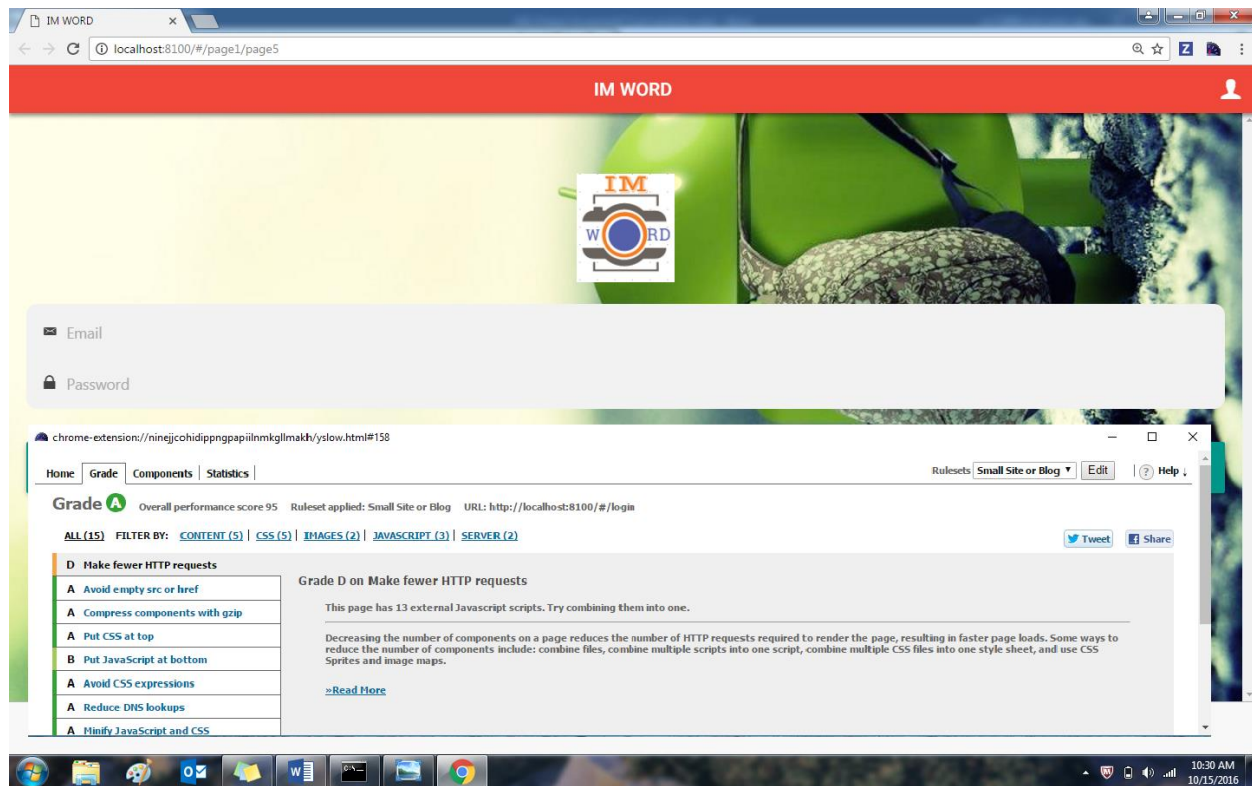 IM WORD
localhost:8100/#/page1/page5
Z
IM WORD
IM
W RD
Email
Password
chrome-extension://ninejjcohidippngpapiilnmkgllmakh/yslow.html#158
Home Grade Components Statistics Rulesets Small Site or Blog Edit ? Help ↓
Grade A Overall performance score 95 Ruleset applied: Small Site or Blog URL: http://localhost:8100/#/login
ALL (15) FILTER BY: CONTENT (5) | CSS (5) | IMAGES (2) | JAVASCRIPT (3) | SERVER (2)
Tweet Share
D Make fewer HTTP requests
A Avoid empty src or href
A Compress components with gzip
A Put CSS at top
B Put JavaScript at bottom
A Avoid CSS expressions
A Reduce DNS lookups
A Minify JavaScript and CSS
Grade D on Make fewer HTTP requests
This page has 13 external Javascript scripts. Try combining them into one.
Decreasing the number of components on a page reduces the number of HTTP requests required to render the page, resulting in faster page loads. Some ways to
reduce the number of components include: combine files, combine multiple scripts into one script, combine multiple CSS files into one style sheet, and use CSS
Sprites and image maps.
»Read More
10:30 AM
10/15/2016